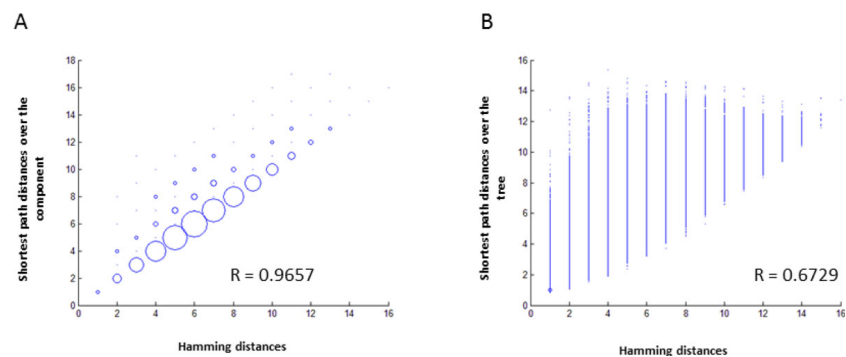 A
Shortest path distances over the
component
18
16
14
12
10
8
6
4
2
0
0 2 4 6 8 10 12 14 16
R = 0.9657
Hamming distances
B
Shortest path distances over the
tree
16
14
12
10
8
6
4
2
0
0 2 4 6 8 10 12 14 16
R = 0.6729
Hamming distances